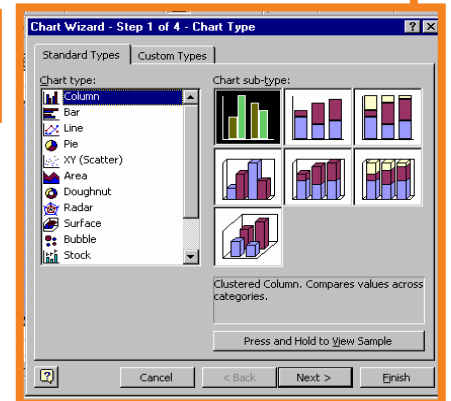 Chart Wizard - Step 1 of 4 - Chart Type
Standard Types
Custom Types
Chart type:
Chart sub-type:
Column
Bar
Line
Pie
XY (Scatter)
Area
Doughnut
Radar
Surface
Bubble
Stock
Clustered Column. Compares values across
categories.
Press and Hold to View Sample
Cancel
< Back
Next >
Finish